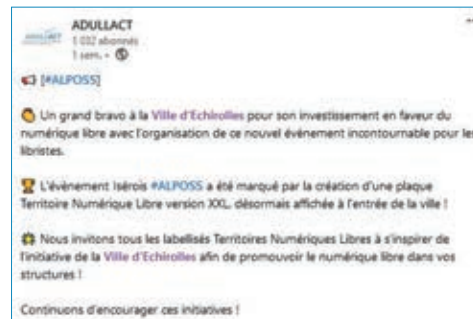 ADULLACT
1 032 abonnés
1 sem. •
[#ALPOSS]
Un grand bravo à la Ville d'Echirolles pour son investissement en faveur du
numérique libre avec l'organisation de ce nouvel événement incontournable pour les
libristes.
L'évènement Isérois #ALPOSS a été marqué par la création d'une plaque
Territoire Numérique Libre version XXL, désormais affichée à l'entrée de la ville !
Nous invitons tous les labellisés Territoires Numériques Libres à s'inspirer de
l'initiative de la Ville d'Echirolles afin de promouvoir le numérique libre dans vos
structures !
Continuons d'encourager ces initiatives !